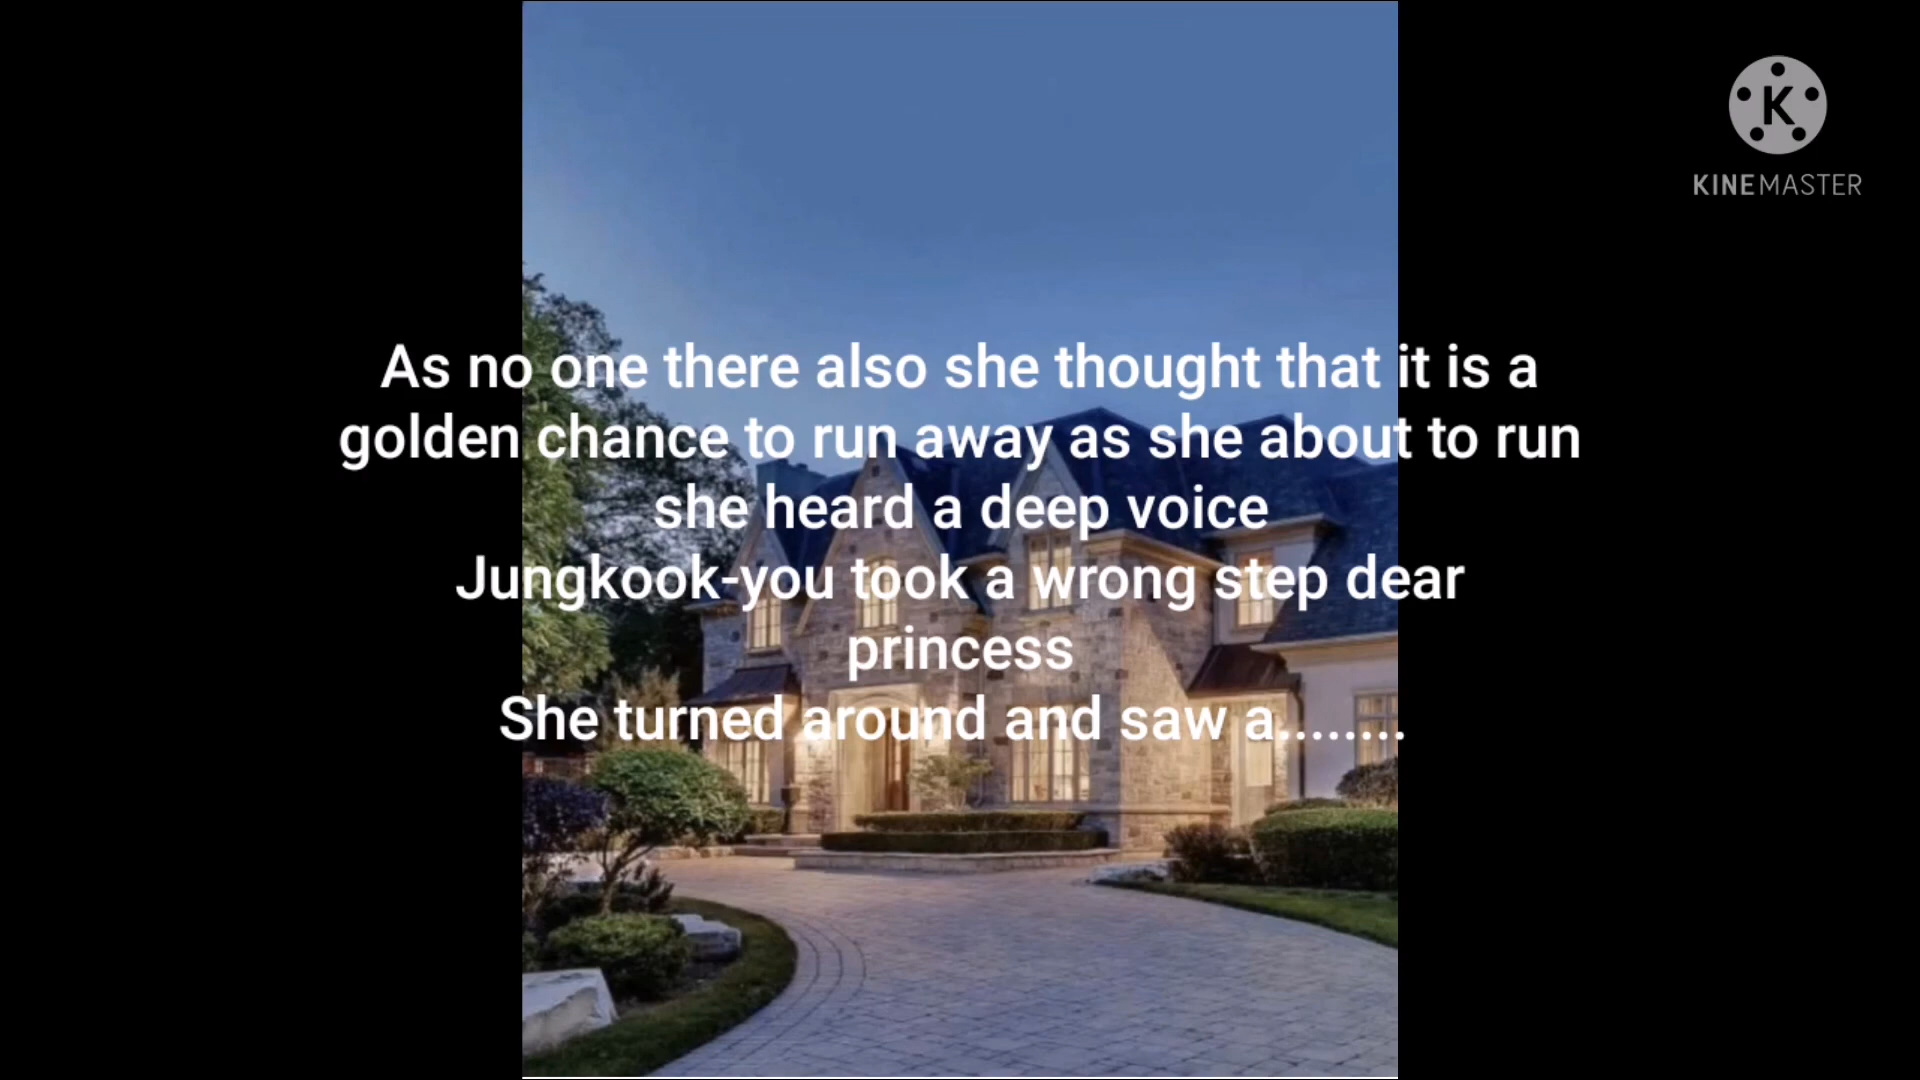 As no one there also she thought that it is a
golden chance to run away as she about to run
she heard a deep voice
Jungkook-you took a wrong step dear
princess
She turned around and saw a........
K
KINEMASTER